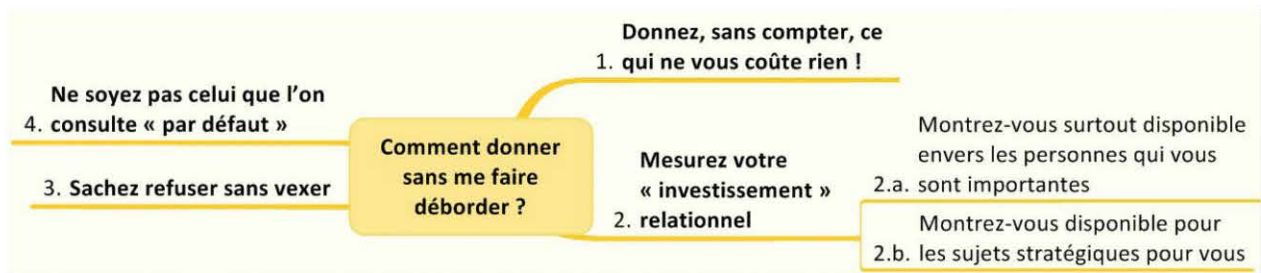 Comment donner
sans me faire
déborder ?
Donnez, sans compter, ce
1. qui ne vous coûte rien !
Mesurez votre
« investissement »
2. relationnel
Montrez-vous surtout disponible
envers les personnes qui vous
2.a. sont importantes
Montrez-vous disponible pour
2.b. les sujets stratégiques pour vous
3. Sachez refuser sans vexer
Ne soyez pas celui que l’on
4. consulte « par défaut »